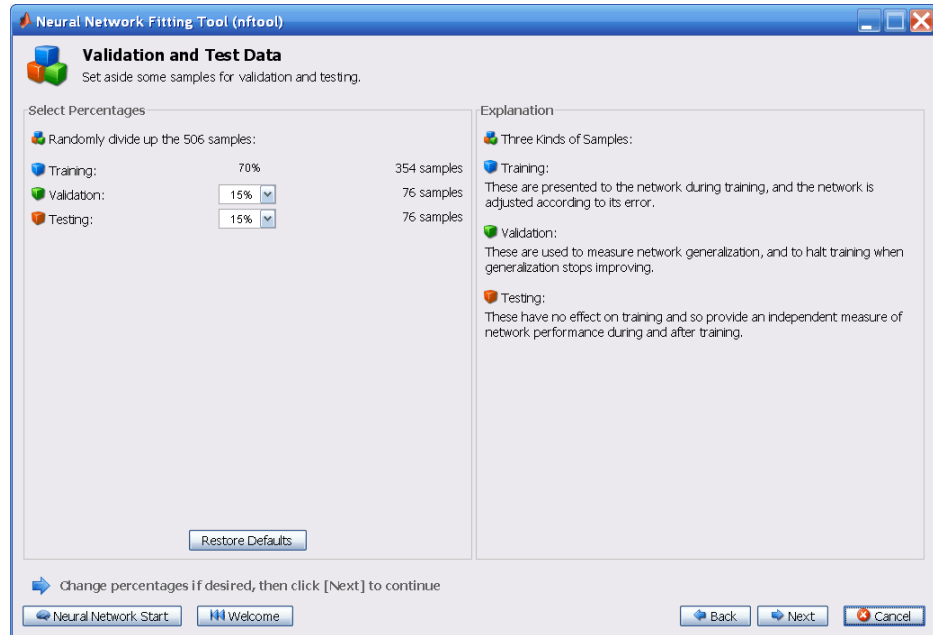 Neural Network Fitting Tool (nftool)
Validation and Test Data
Set aside some samples for validation and testing.
Select Percentages
Randomly divide up the 506 samples:
Training: 70% 354 samples
Validation: 15% 76 samples
Testing: 15% 76 samples
Restore Defaults
Explanation
Three Kinds of Samples:
Training:
These are presented to the network during training, and the network is
adjusted according to its error.
Validation:
These are used to measure network generalization, and to halt training when
generalization stops improving.
Testing:
These have no effect on training and so provide an independent measure of
network performance during and after training.
Change percentages if desired, then click [Next] to continue
Neural Network Start Welcome Back Next Cancel